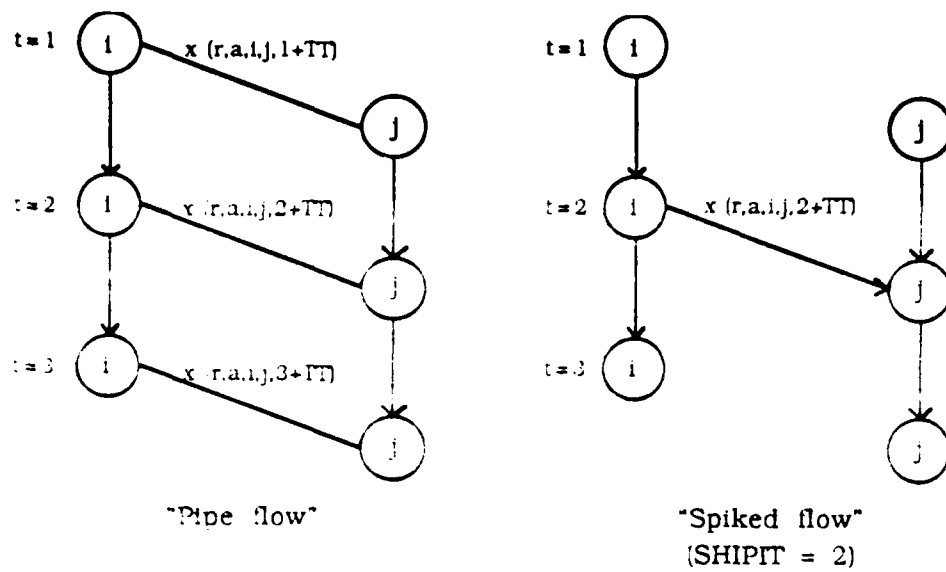 t = 1
i
x (r,a,i,j,1+TT)
j
t = 2
i
x (r,a,i,j,2+TT)
j
t = 3
i
x (r,a,i,j,3+TT)
j
"Pipe flow"
t = 1
i
j
t = 2
i
x (r,a,i,j,2+TT)
j
t = 3
i
j
"Spiked flow"
(SHIPIT = 2)